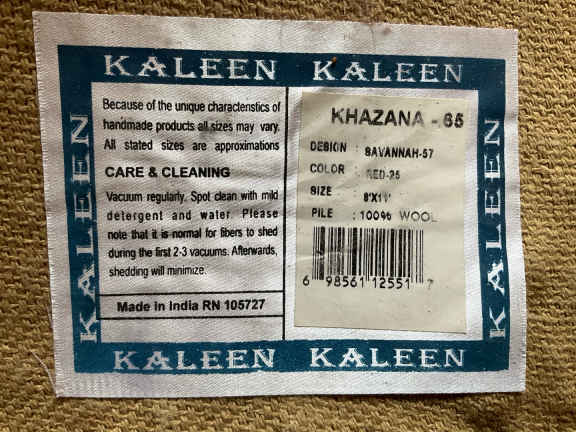 KALEEN KALEEN
KALEEN
Because of the unique characteristics of
handmade products all sizes may vary.
All stated sizes are approximations
CARE & CLEANING
Vacuum regularly. Spot clean with mild
detergent and water. Please
note that it is normal for fibers to shed
during the first 2-3 vacuums. Afterwards,
shedding will minimize.
Made in India RN 105727
KHAZANA - 65
DESIGN : SAVANNAH-57
COLOR : RED-25
SIZE : 8'X11'
PILE : 100% WOOL
6 98561 12551 7
KALEEN
KALEEN KALEEN